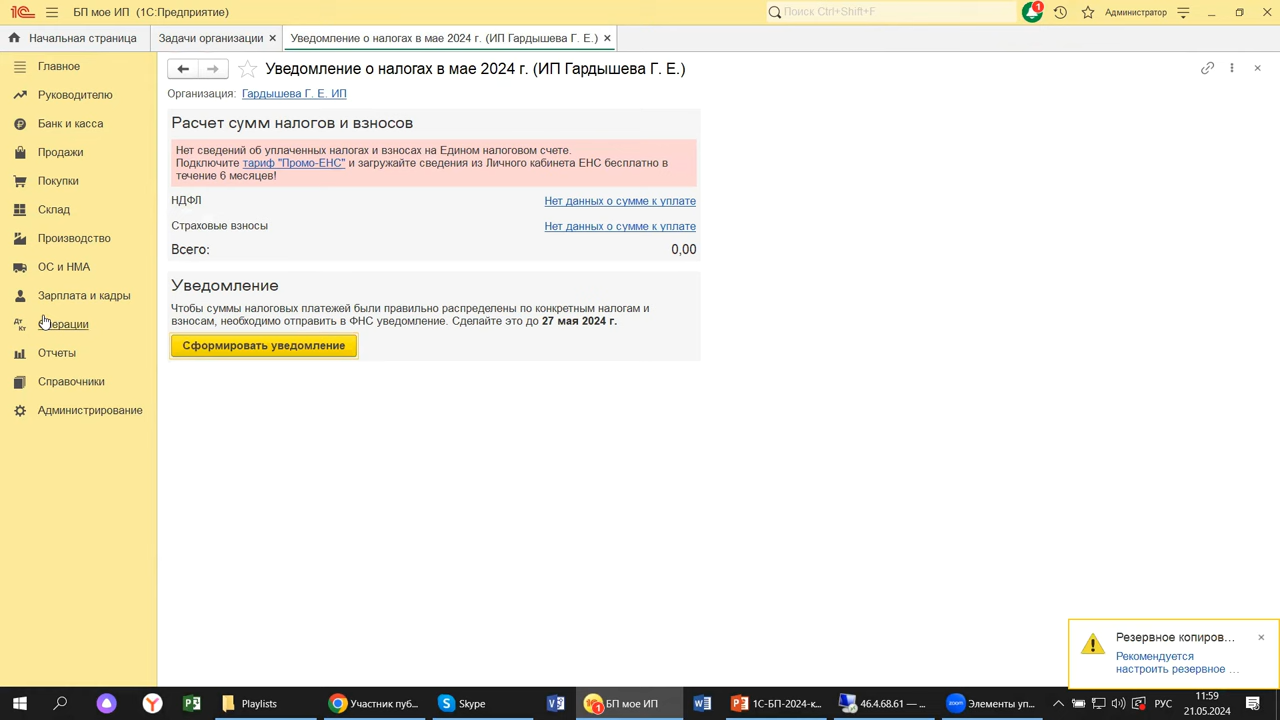 БП мое ИП (1С:Предприятие)
Поиск Ctrl+Shift+F
1
Администратор
Начальная страница
Задачи организации
Уведомление о налогах в мае 2024 г. (ИП Гардышева Г. Е.)
Главное
Руководителю
Банк и касса
Продажи
Покупки
Склад
Производство
ОС и НМА
Зарплата и кадры
Отчеты
Справочники
Администрирование
Уведомление о налогах в мае 2024 г. (ИП Гардышева Г. Е.)
Организация: Гардышева Г. Е. ИП
Расчет сумм налогов и взносов
Нет сведений об уплаченных налогах и взносах на Едином налоговом счете.
Подключите тариф "Промо-ЕНС" и загружайте сведения из Личного кабинета ЕНС бесплатно в
течение 6 месяцев!
НДФЛ Нет данных о сумме к уплате
Страховые взносы Нет данных о сумме к уплате
Всего: 0,00
Уведомление
Чтобы суммы налоговых платежей были правильно распределены по конкретным налогам и
взносам, необходимо отправить в ФНС уведомление. Сделайте это до 27 мая 2024 г.
Сформировать уведомление
Резервное копиров...
Рекомендуется
настроить резервное ...
Playlists
Участник пуб...
Skype
БП мое ИП
1С-БП-2024-к...
46.4.68.61 — ...
Элементы уп...
РУС
11:59
21.05.2024